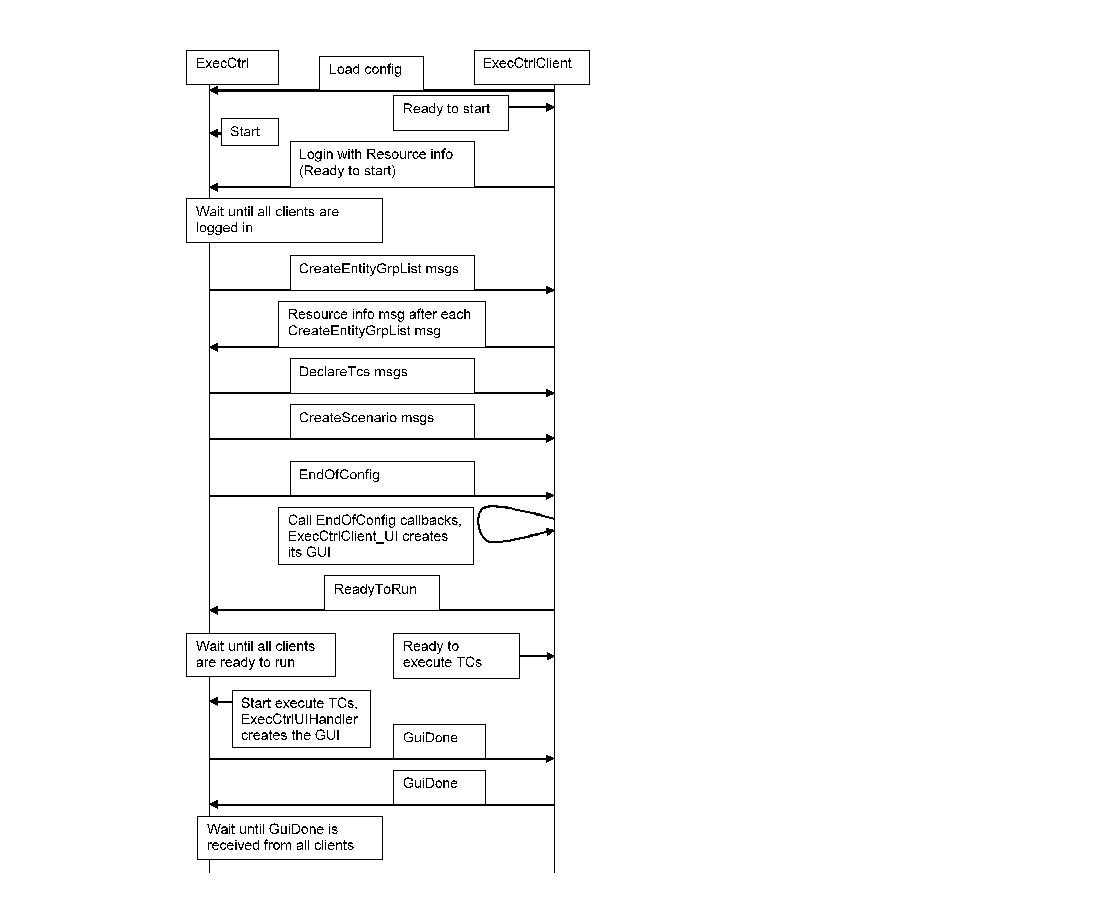 ExecCtrl
Load config
ExecCtrlClient
Ready to start
Start
Login with Resource info
(Ready to start)
Wait until all clients are
logged in
CreateEntityGrpList msgs
Resource info msg after each
CreateEntityGrpList msg
DeclareTcs msgs
CreateScenario msgs
EndOfConfig
Call EndOfConfig callbacks,
ExecCtrlClient_UI creates
its GUI
ReadyToRun
Wait until all clients
are ready to run
Ready to
execute TCs
Start execute TCs,
ExecCtrlUIHandler
creates the GUI
GuiDone
GuiDone
Wait until GuiDone is
received from all clients